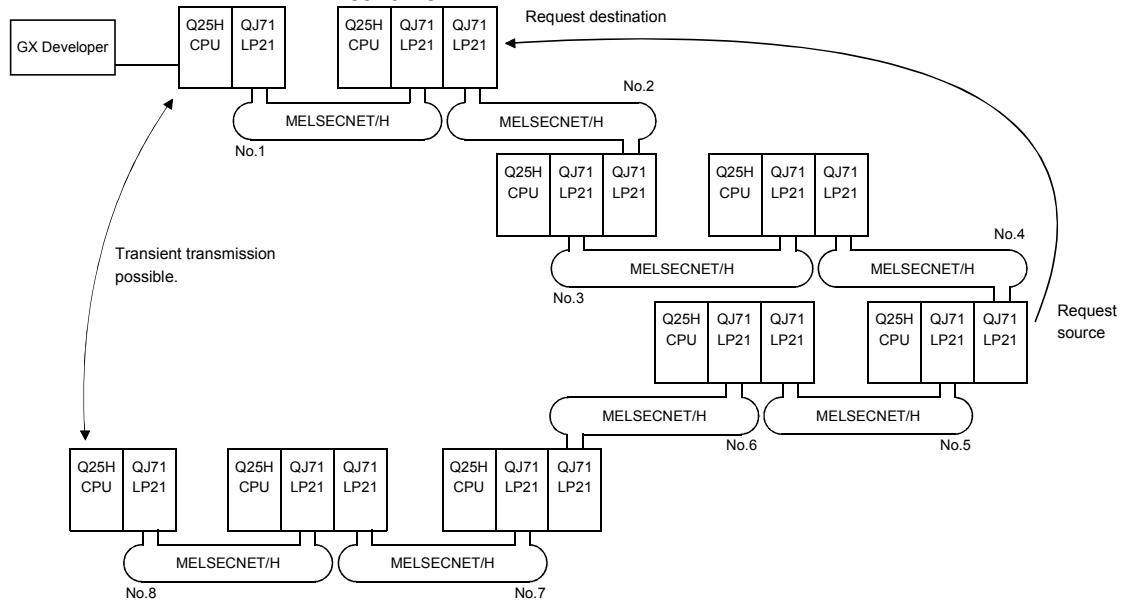 Request destination
GX Developer
Q25H CPU
QJ71 LP21
Q25H CPU
QJ71 LP21
QJ71 LP21
MELSECNET/H
No.1
No.2
MELSECNET/H
Q25H CPU
QJ71 LP21
QJ71 LP21
Q25H CPU
QJ71 LP21
QJ71 LP21
Transient transmission
possible.
MELSECNET/H
No.3
No.4
MELSECNET/H
Q25H CPU
QJ71 LP21
QJ71 LP21
Q25H CPU
QJ71 LP21
QJ71 LP21
Request
source
MELSECNET/H
No.6
MELSECNET/H
No.5
Q25H CPU
QJ71 LP21
Q25H CPU
QJ71 LP21
QJ71 LP21
Q25H CPU
QJ71 LP21
QJ71 LP21
MELSECNET/H
No.8
MELSECNET/H
No.7